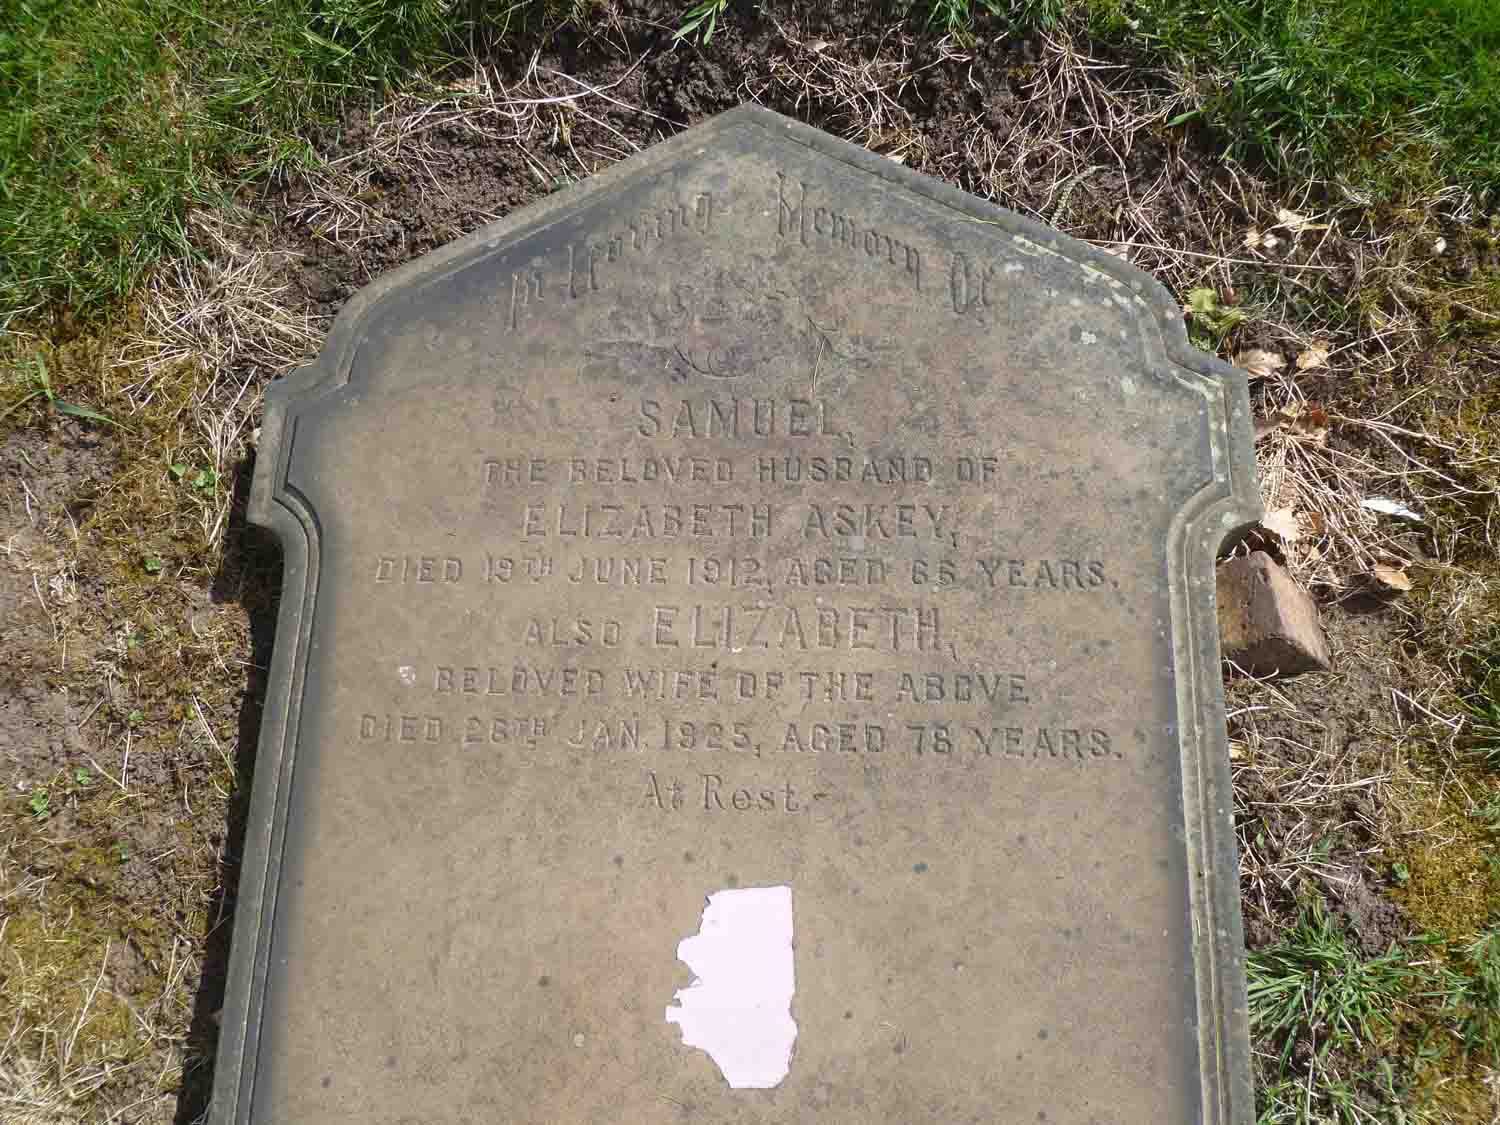 In Loving Memory Of
SAMUEL,
THE BELOVED HUSBAND OF
ELIZABETH ASKEY,
DIED 19TH JUNE 1912, AGED 66 YEARS.
ALSO ELIZABETH,
BELOVED WIFE OF THE ABOVE
DIED 28TH JAN. 1925, AGED 78 YEARS.
At Rest.